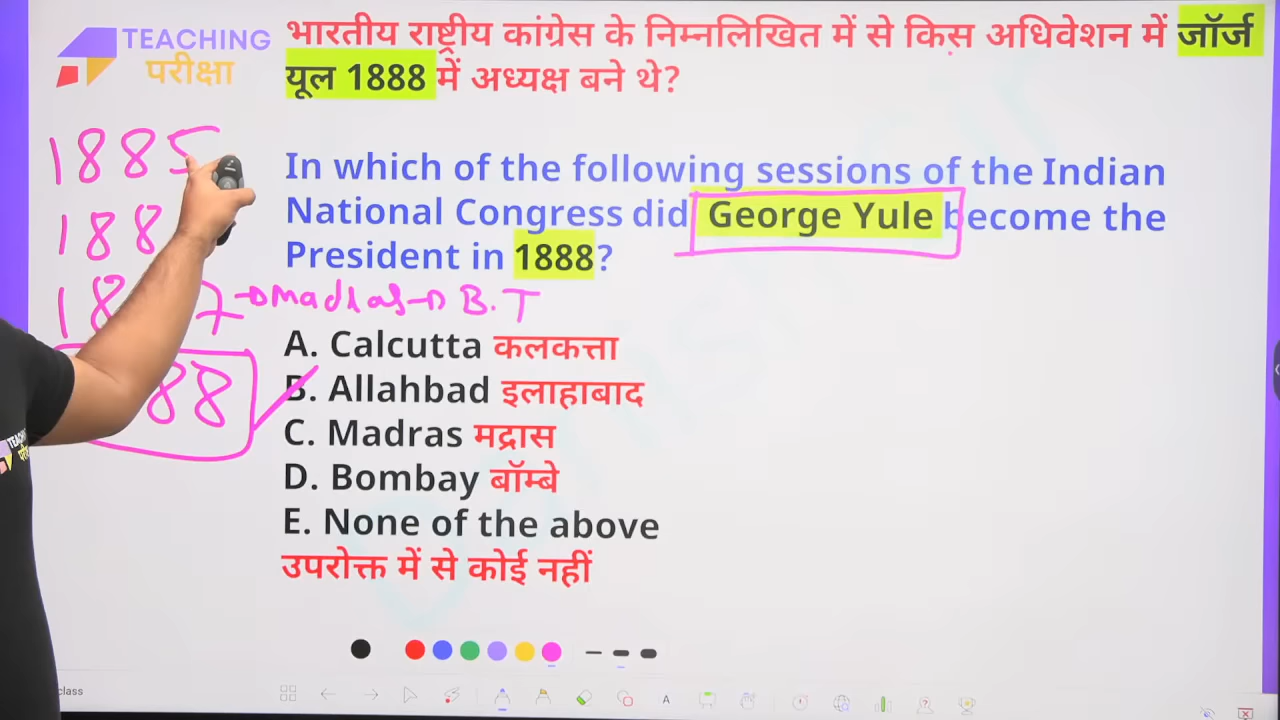 TEACHING
परीक्षा
भारतीय राष्ट्रीय कांग्रेस के निम्नलिखित में से किस अधिवेशन में जॉर्ज
यूल 1888 में अध्यक्ष बने थे?
1885
In which of the following sessions of the Indian
National Congress did George Yule become the
President in 1888?
188
Madras B.T
A. Calcutta कलकत्ता
B. Allahbad इलाहाबाद
C. Madras मद्रास
D. Bombay बॉम्बे
E. None of the above
उपरोक्त में से कोई नहीं
class